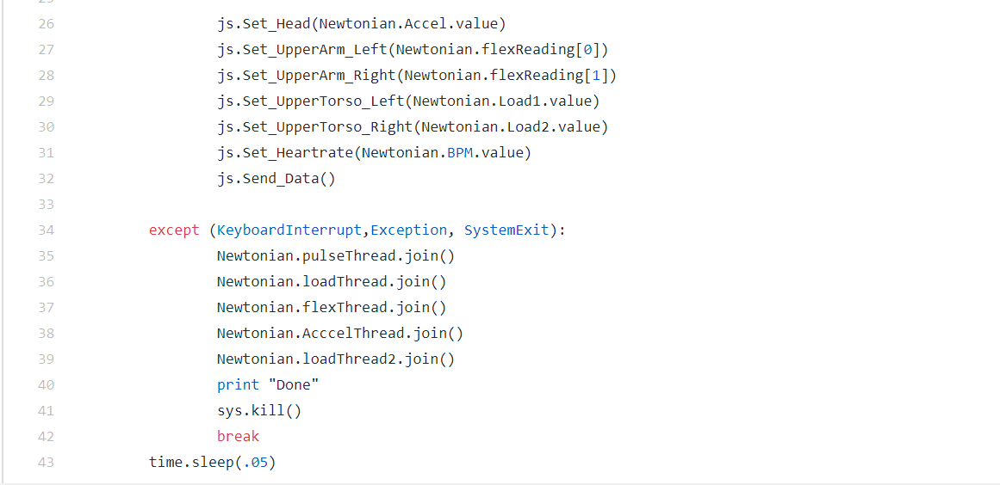 26 js.Set_Head(Newtonian.Accel.value)
27 js.Set_UpperArm_Left(Newtonian.flexReading[0])
28 js.Set_UpperArm_Right(Newtonian.flexReading[1])
29 js.Set_UpperTorso_Left(Newtonian.Load1.value)
30 js.Set_UpperTorso_Right(Newtonian.Load2.value)
31 js.Set_Heartrate(Newtonian.BPM.value)
32 js.Send_Data()
33
34 except (KeyboardInterrupt,Exception, SystemExit):
35 Newtonian.pulseThread.join()
36 Newtonian.loadThread.join()
37 Newtonian.flexThread.join()
38 Newtonian.AcccelThread.join()
39 Newtonian.loadThread2.join()
40 print "Done"
41 sys.kill()
42 break
43 time.sleep(.05)